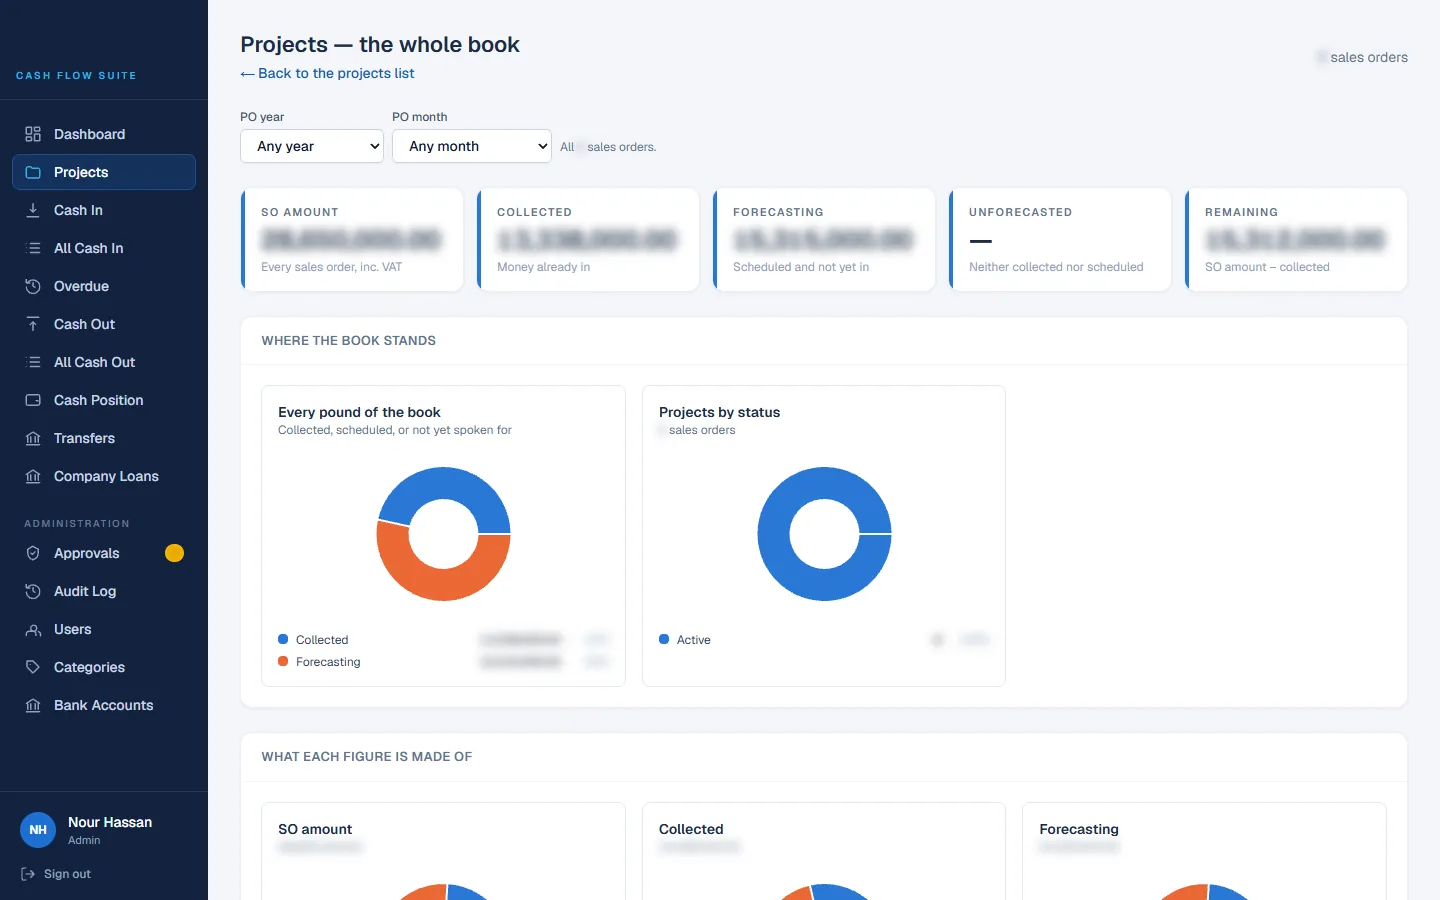 CASH FLOW SUITE
Dashboard
Projects
Cash In
All Cash In
Overdue
Cash Out
All Cash Out
Cash Position
Transfers
Company Loans
ADMINISTRATION
Approvals
Audit Log
Users
Categories
Bank Accounts
NH
Nour Hassan
Admin
Sign out
Projects — the whole book
← Back to the projects list
sales orders
PO year
PO month
Any year
Any month
All sales orders.
SO AMOUNT
Every sales order, inc. VAT
COLLECTED
Money already in
FORECASTING
Scheduled and not yet in
UNFORECASTED
—
Neither collected nor scheduled
REMAINING
SO amount – collected
WHERE THE BOOK STANDS
Every pound of the book
Collected, scheduled, or not yet spoken for
Collected
Forecasting
Projects by status
sales orders
Active
WHAT EACH FIGURE IS MADE OF
SO amount
Collected
Forecasting